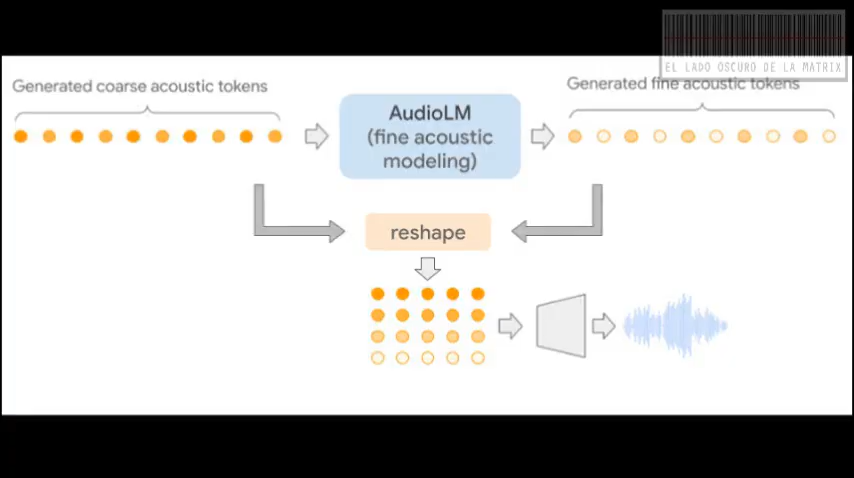 EL LADO OSCURO DE LA MATRIX
Generated coarse acoustic tokens
Generated fine acoustic tokens
AudioLM
(fine acoustic
modeling)
reshape